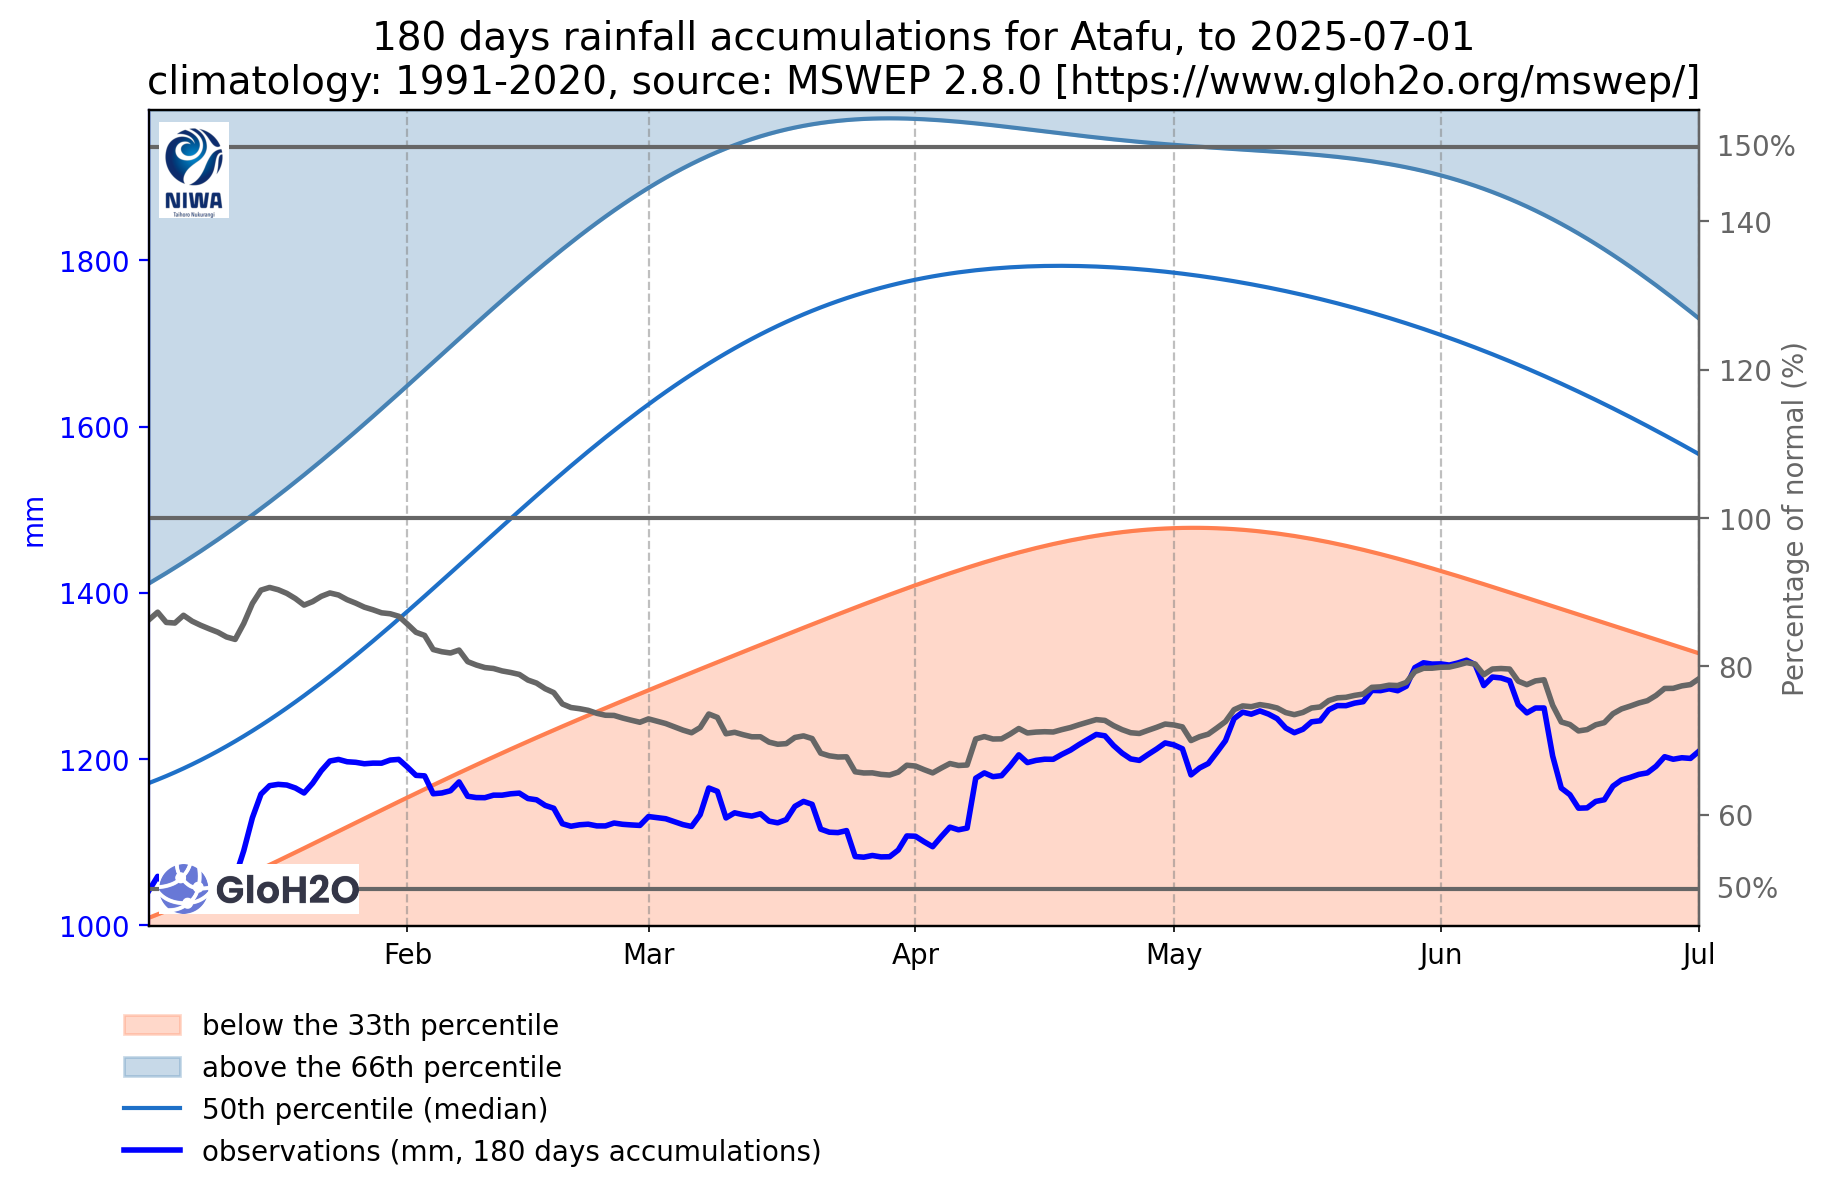 180 days rainfall accumulations for Atafu, to 2025-07-01
climatology: 1991-2020, source: MSWEP 2.8.0 [https://www.gloh2o.org/mswep/]
NIWA
Taihoro Nukurangi
150%
140
120
100
80
60
50%
Percentage of normal (%)
1800
1600
1400
1200
1000
mm
GloH2O
Feb
Mar
Apr
May
Jun
Jul
below the 33th percentile
above the 66th percentile
50th percentile (median)
observations (mm, 180 days accumulations)